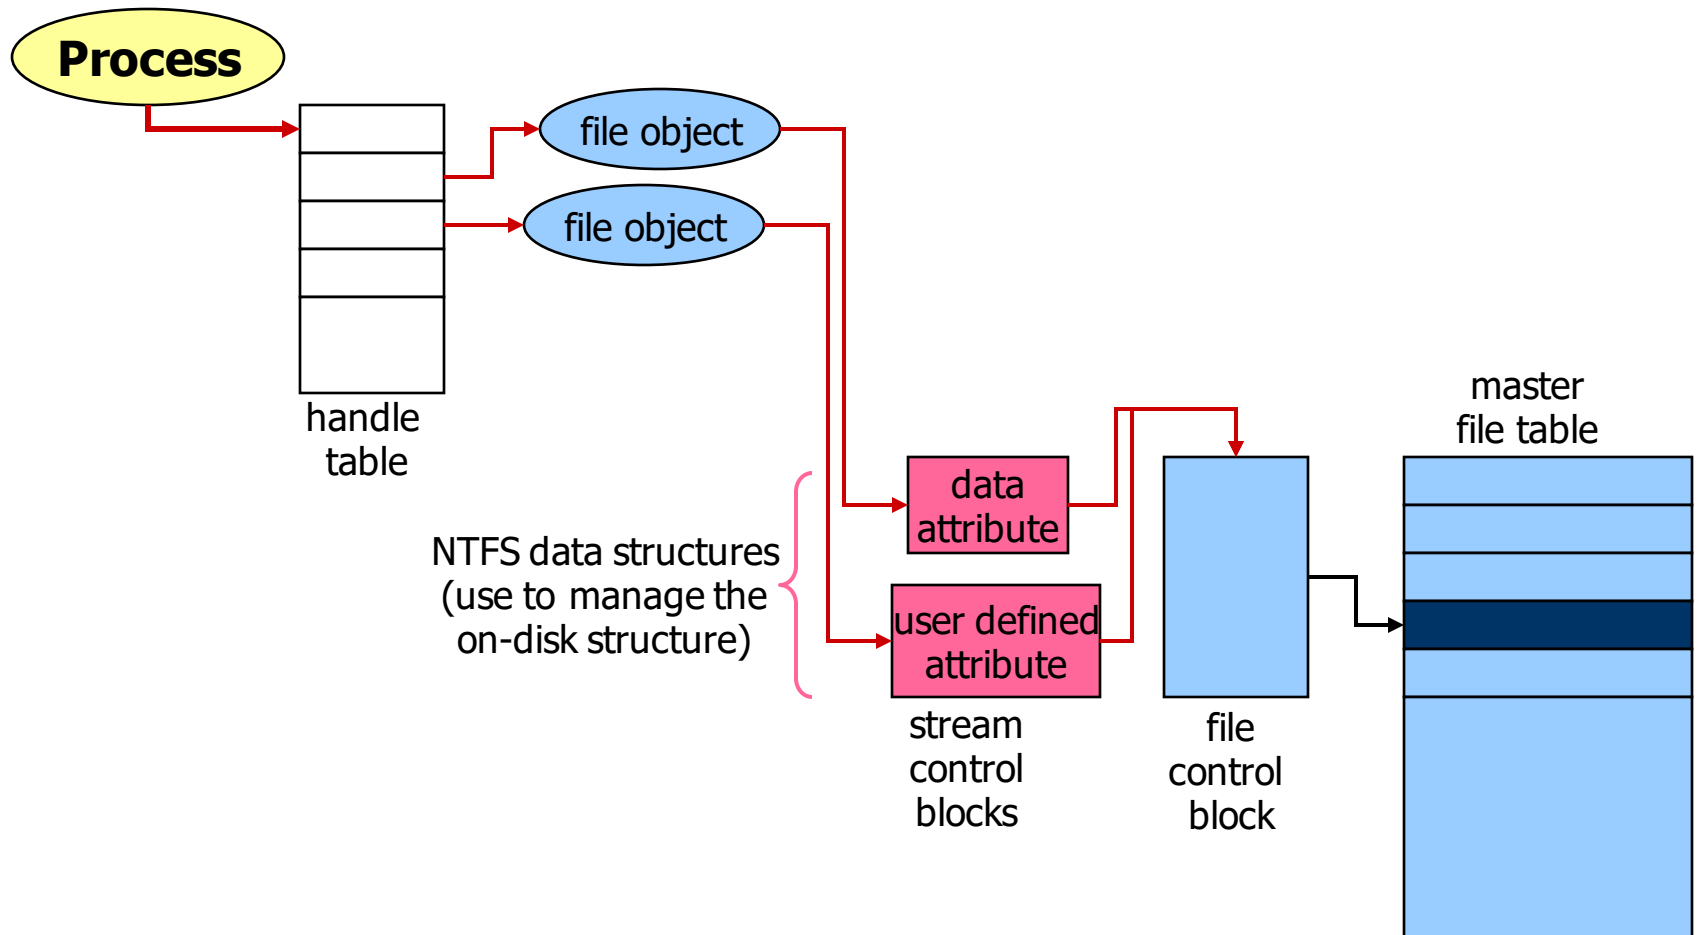 Process
file object
file object
handle
table
master
file table
data
attribute
NTFS data structures
(use to manage the
on-disk structure)
user defined
attribute
stream
control
blocks
file
control
block